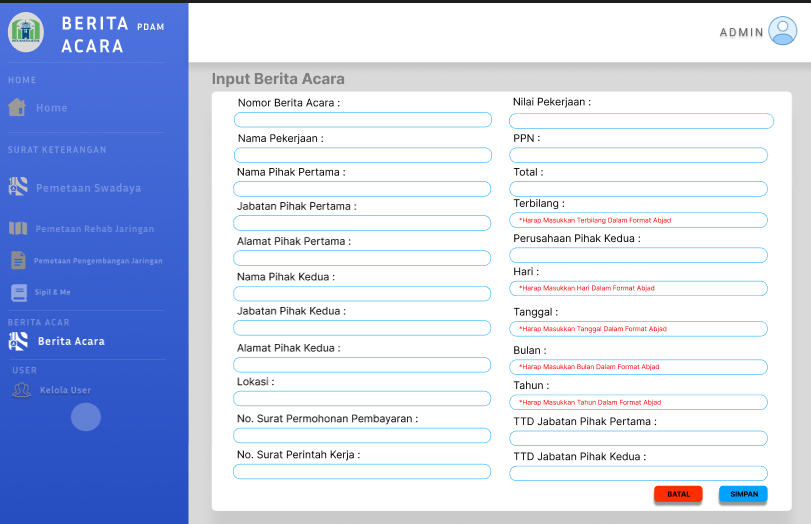 BERITA PDAM
ACARA
HOME
Home
SURAT KETERANGAN
Pemetaan Swadaya
Pemetaan Rehab Jaringan
Pemetaan Pengembangan Jaringan
Sipil & Me
BERITA ACAR
Berita Acara
USER
Kelola User
ADMIN
Input Berita Acara
Nomor Berita Acara :
Nama Pekerjaan :
Nama Pihak Pertama :
Jabatan Pihak Pertama :
Alamat Pihak Pertama :
Nama Pihak Kedua :
Jabatan Pihak Kedua :
Alamat Pihak Kedua :
Lokasi :
No. Surat Permohonan Pembayaran :
No. Surat Perintah Kerja :
Nilai Pekerjaan :
PPN :
Total :
Terbilang :
*Harap Masukkan Terbilang Dalam Format Abjad
Perusahaan Pihak Kedua :
Hari :
*Harap Masukkan Hari Dalam Format Abjad
Tanggal :
*Harap Masukkan Tanggal Dalam Format Abjad
Bulan :
*Harap Masukkan Bulan Dalam Format Abjad
Tahun :
*Harap Masukkan Tahun Dalam Format Abjad
TTD Jabatan Pihak Pertama :
TTD Jabatan Pihak Kedua :
BATAL
SIMPAN